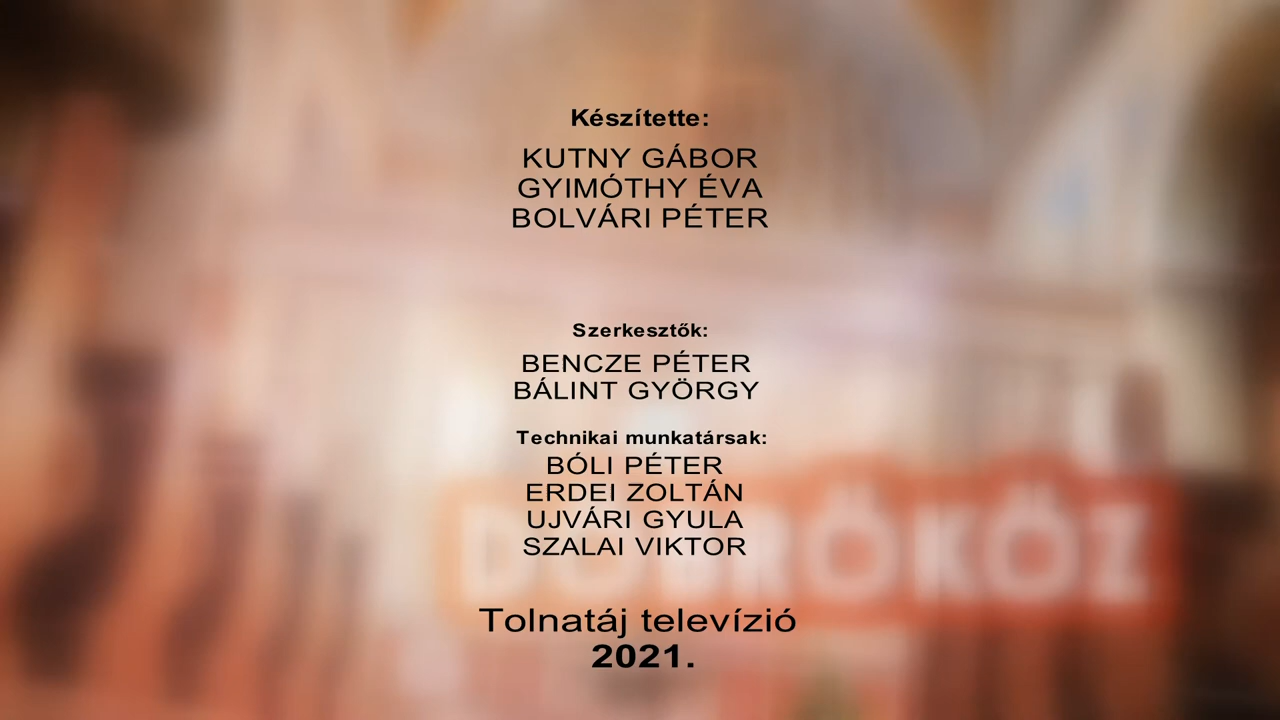 Készítette:
KUTNY GÁBOR
GYIMÓTHY ÉVA
BOLVÁRI PÉTER
Szerkesztők:
BENCZE PÉTER
BÁLINT GYÖRGY
Technikai munkatársak:
BÓLI PÉTER
ERDEI ZOLTÁN
UJVÁRI GYULA
SZALAI VIKTOR
DÖBRÖKÖZ
Tolnatáj televízió
2021.